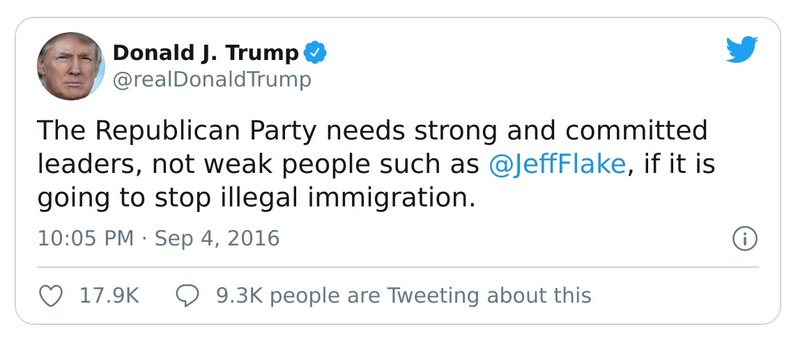 Donald J. Trump
@realDonaldTrump
The Republican Party needs strong and committed
leaders, not weak people such as @JeffFlake, if it is
going to stop illegal immigration.
10:05 PM · Sep 4, 2016
17.9K 9.3K people are Tweeting about this